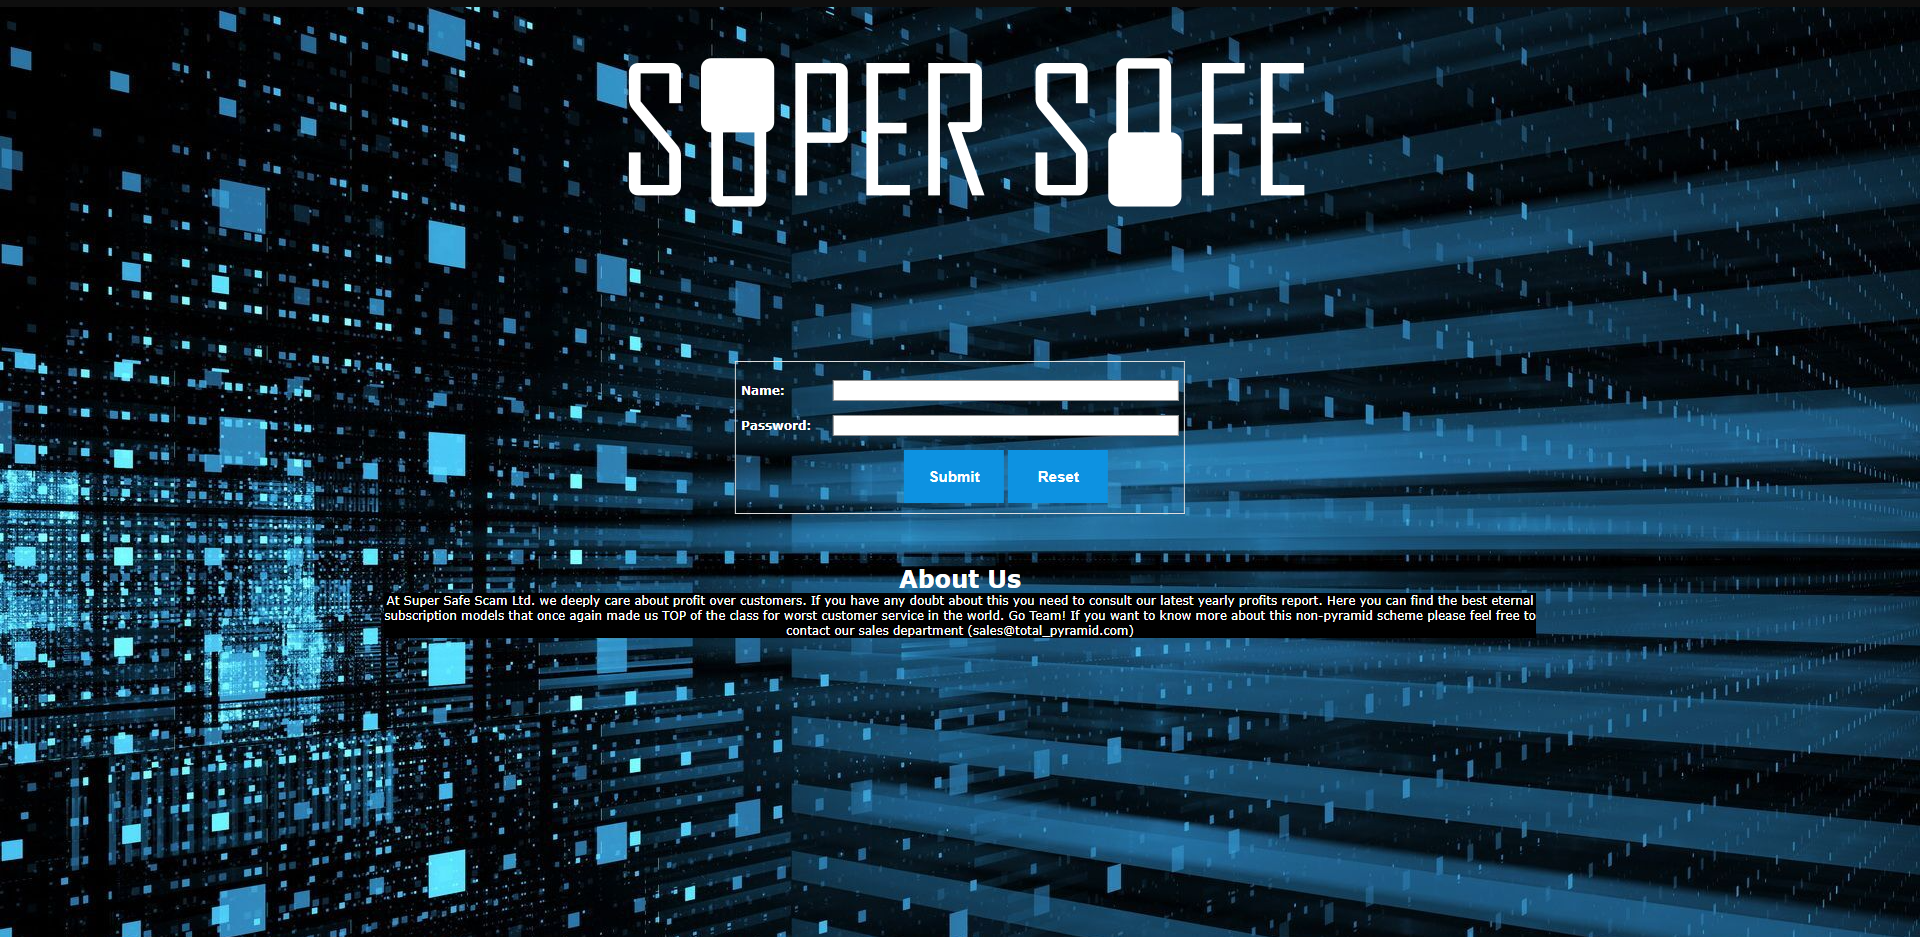 SUPER SAFE
Name:
Password:
Submit Reset
About Us
At Super Safe Scam Ltd. we deeply care about profit over customers. If you have any doubt about this you need to consult our latest yearly profits report. Here you can find the best eternal
subscription models that once again made us TOP of the class for worst customer service in the world. Go Team! If you want to know more about this non-pyramid scheme please feel free to
contact our sales department (sales@total_pyramid.com)